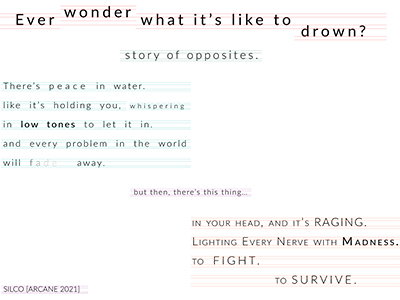 Ever wonder what it's like to drown?
story of opposites.
There's peace in water.
like it's holding you, whispering
in low tones to let it in.
and every problem in the world
will fade away.
but then, there's this thing...
in your head, and it's RAGING.
Lighting Every Nerve with Madness.
to FIGHT.
to SURVIVE.
SILCO [ARCANE 2021]